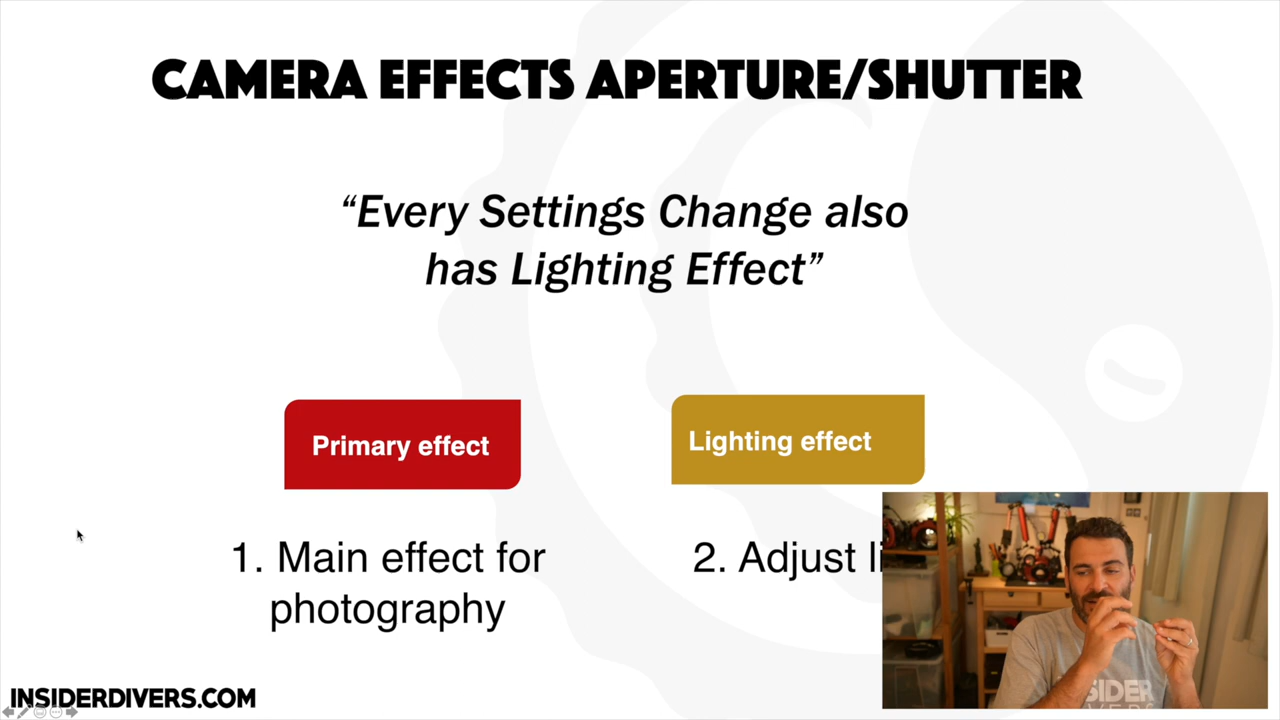 CAMERA EFFECTS APERTURE/SHUTTER
“Every Settings Change also
has Lighting Effect”
Primary effect
Lighting effect
1. Main effect for
photography
2. Adjust li
INSIDERDIVERS.COM
SIDER